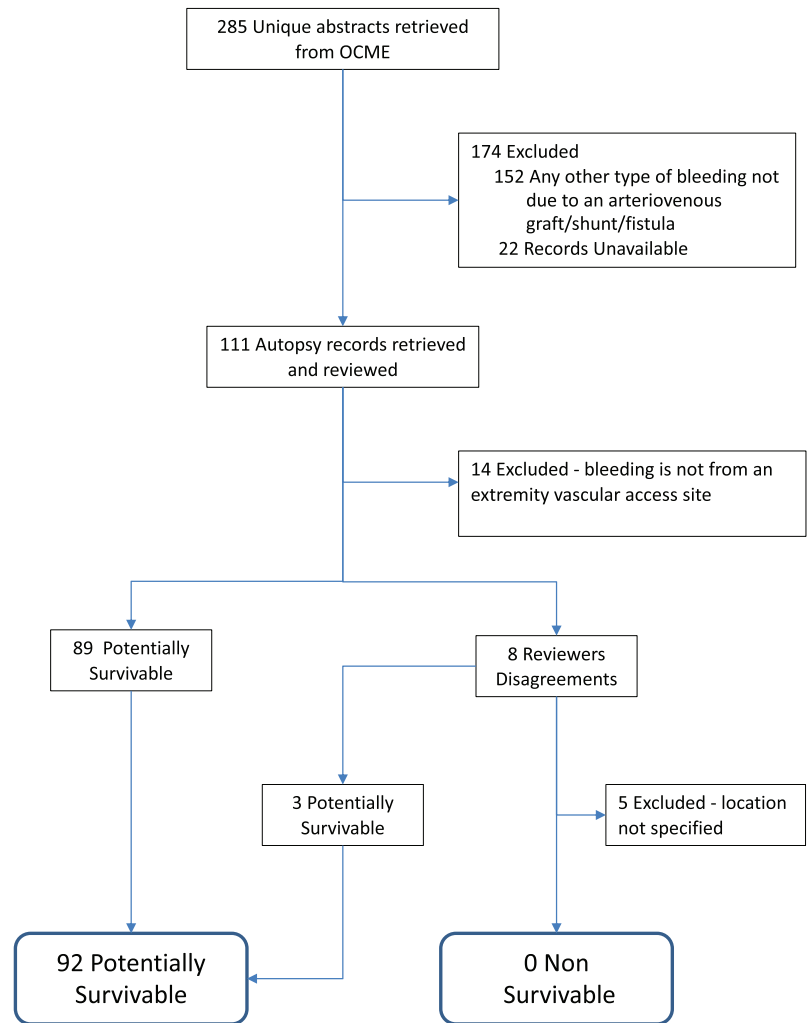 285 Unique abstracts retrieved
from OCME
174 Excluded
152 Any other type of bleeding not
due to an arteriovenous
graft/shunt/fistula
22 Records Unavailable
111 Autopsy records retrieved
and reviewed
14 Excluded - bleeding is not from an
extremity vascular access site
89 Potentially
Survivable
8 Reviewers
Disagreements
3 Potentially
Survivable
5 Excluded - location
not specified
92 Potentially
Survivable
0 Non
Survivable